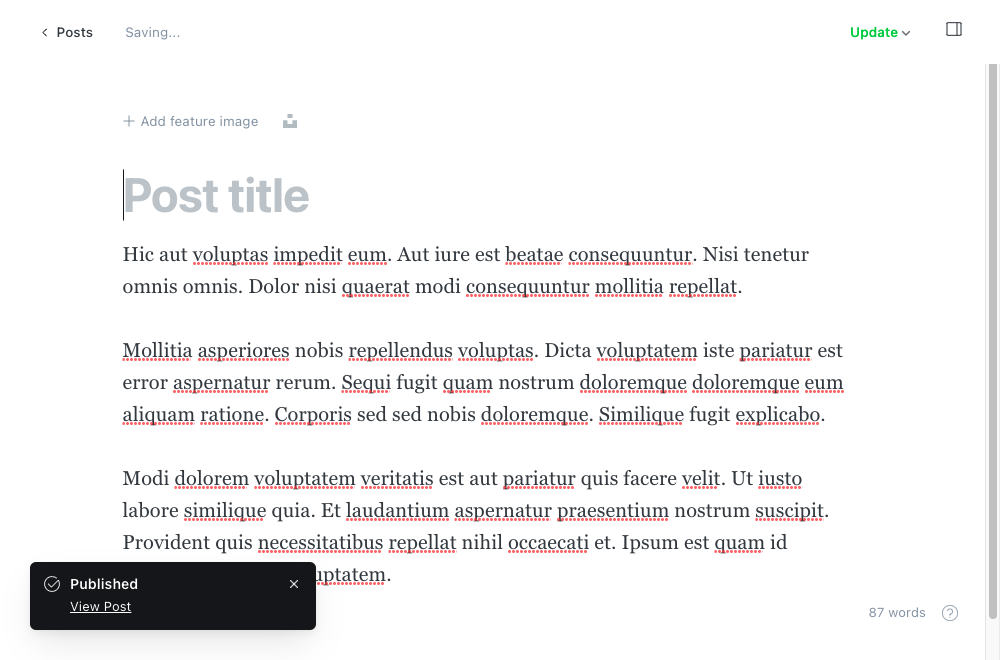 Posts
Saving...
Update
Add feature image
Post title
Hic aut voluptas impedit eum. Aut iure est beatae consequuntur. Nisi tenetur
omnis omnis. Dolor nisi quaerat modi consequuntur mollitia repellat.
Mollitia asperiores nobis repellendus voluptas. Dicta voluptatem iste pariatur est
error aspernatur rerum. Sequi fugit quam nostrum doloremque doloremque eum
aliquam ratione. Corporis sed sed nobis doloremque. Similique fugit explicabo.
Modi dolorem voluptatem veritatis est aut pariatur quis facere velit. Ut iusto
labore similique quia. Et laudantium aspernatur praesentium nostrum suscipit.
Provident quis necessitatibus repellat nihil occaecati et. Ipsum est quam id
uptatem.
Published
View Post
87 words